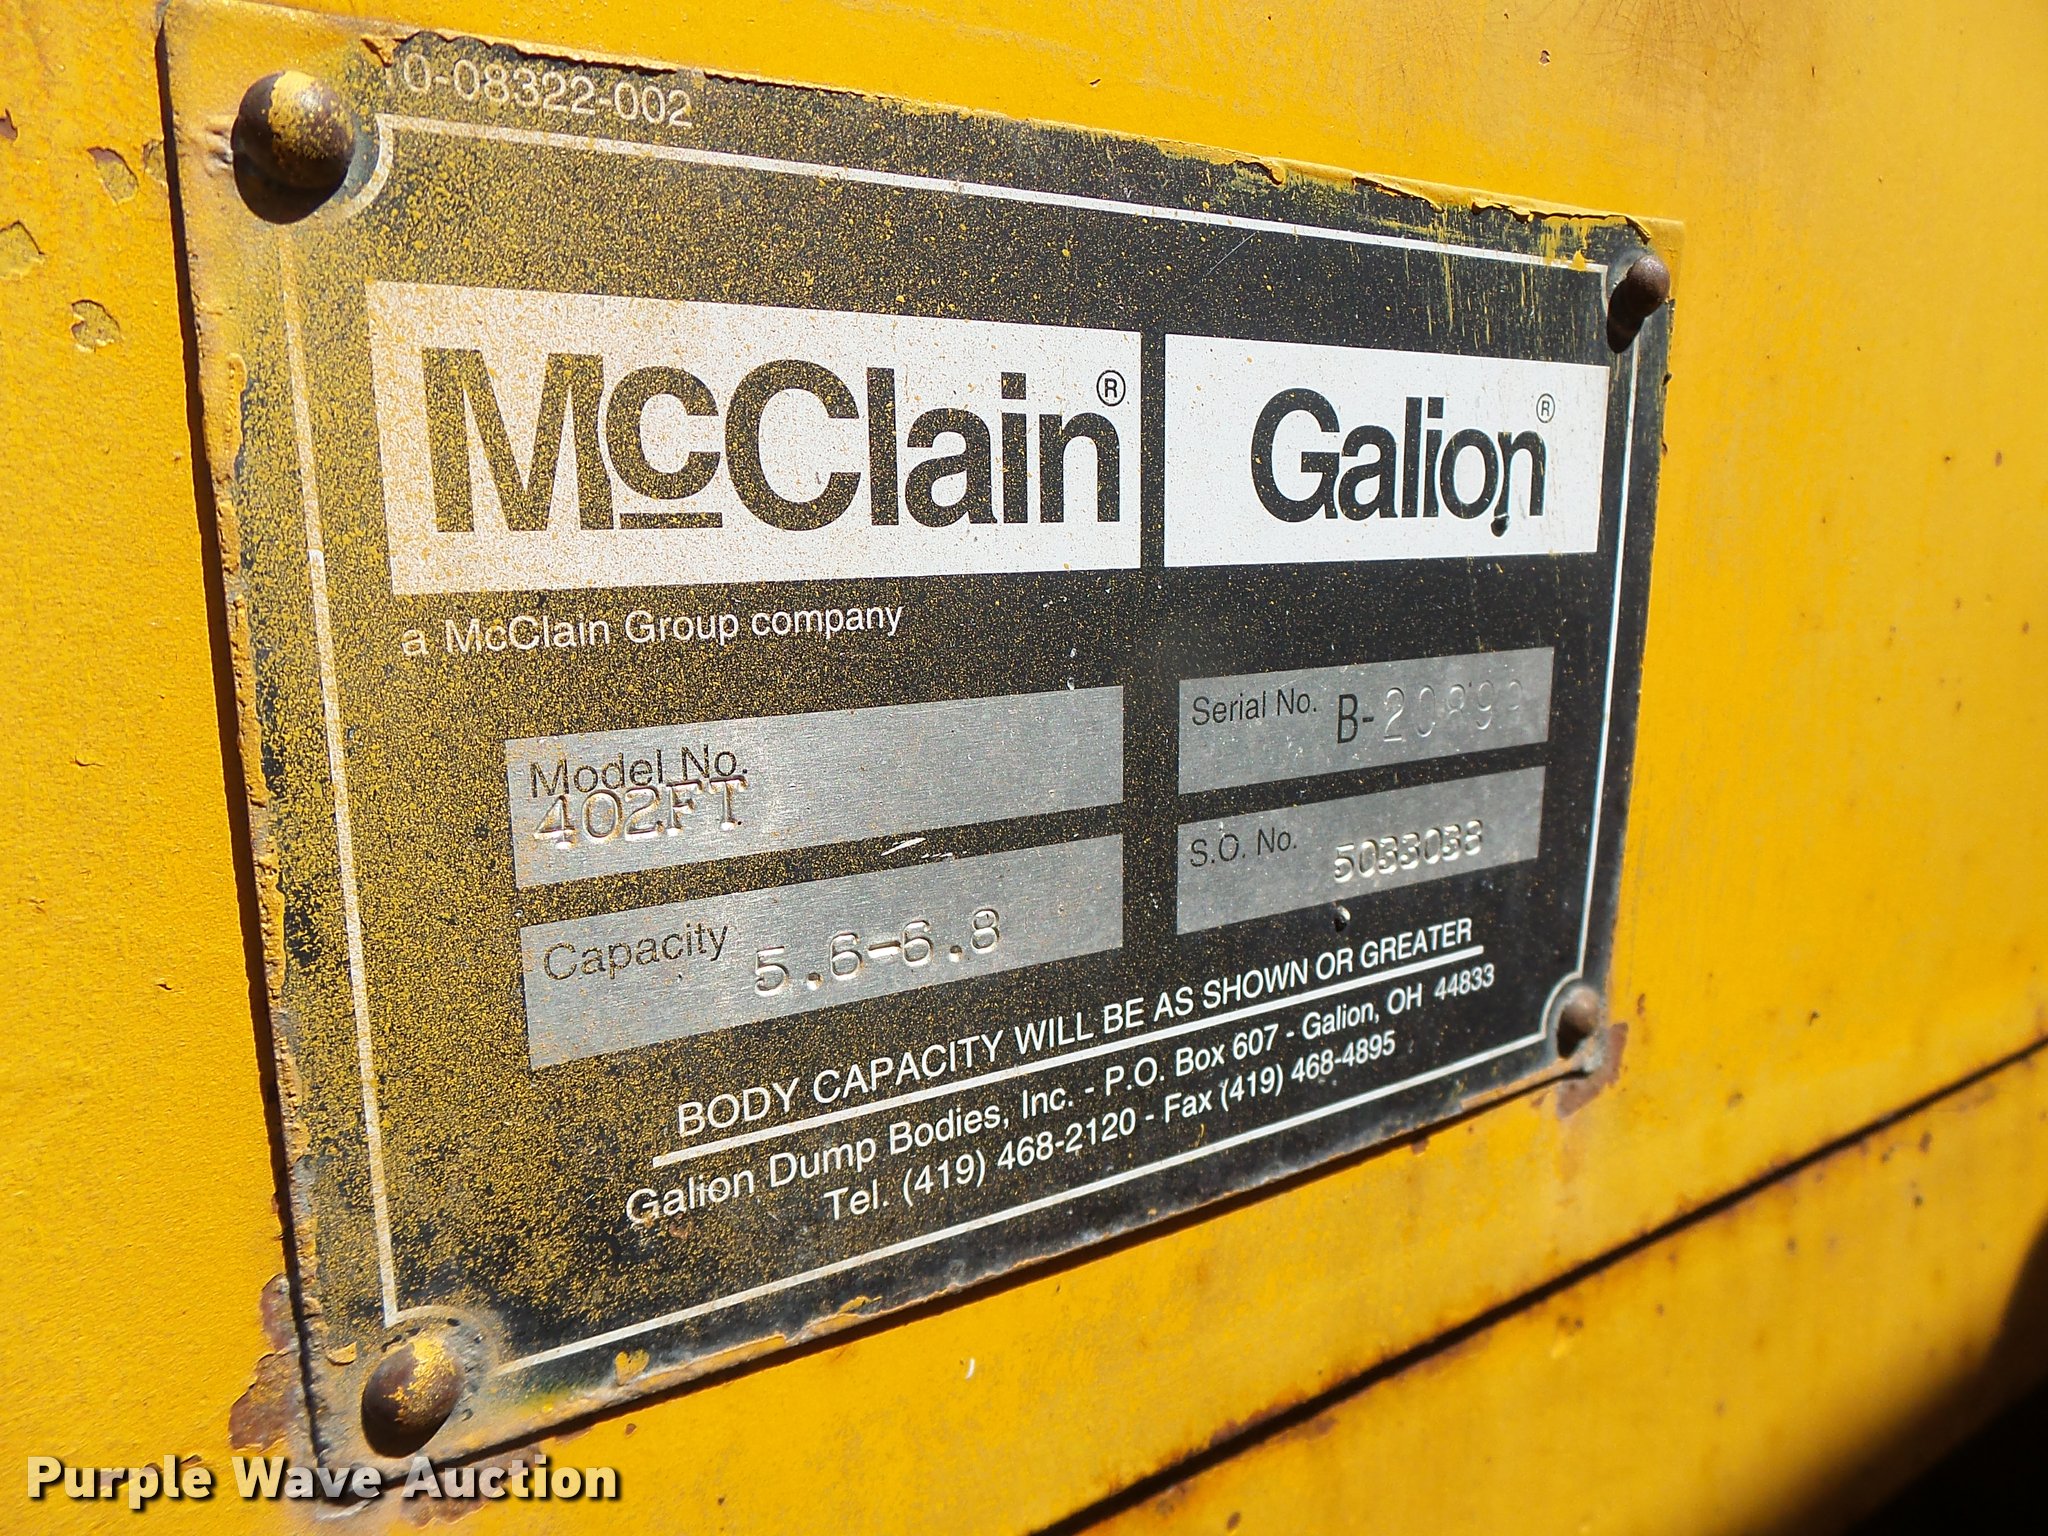 0-08322-002
McClain® Galion®
a McClain Group company
Model No. 402FT
Serial No.
Capacity 5.6-6.8
S.O. No. 5033038
BODY CAPACITY WILL BE AS SHOWN OR GREATER
Galion Dump Bodies, Inc. - P.O. Box 607 - Galion, OH 44833
Tel. (419) 468-2120 - Fax (419) 468-4895
Purple Wave Auction